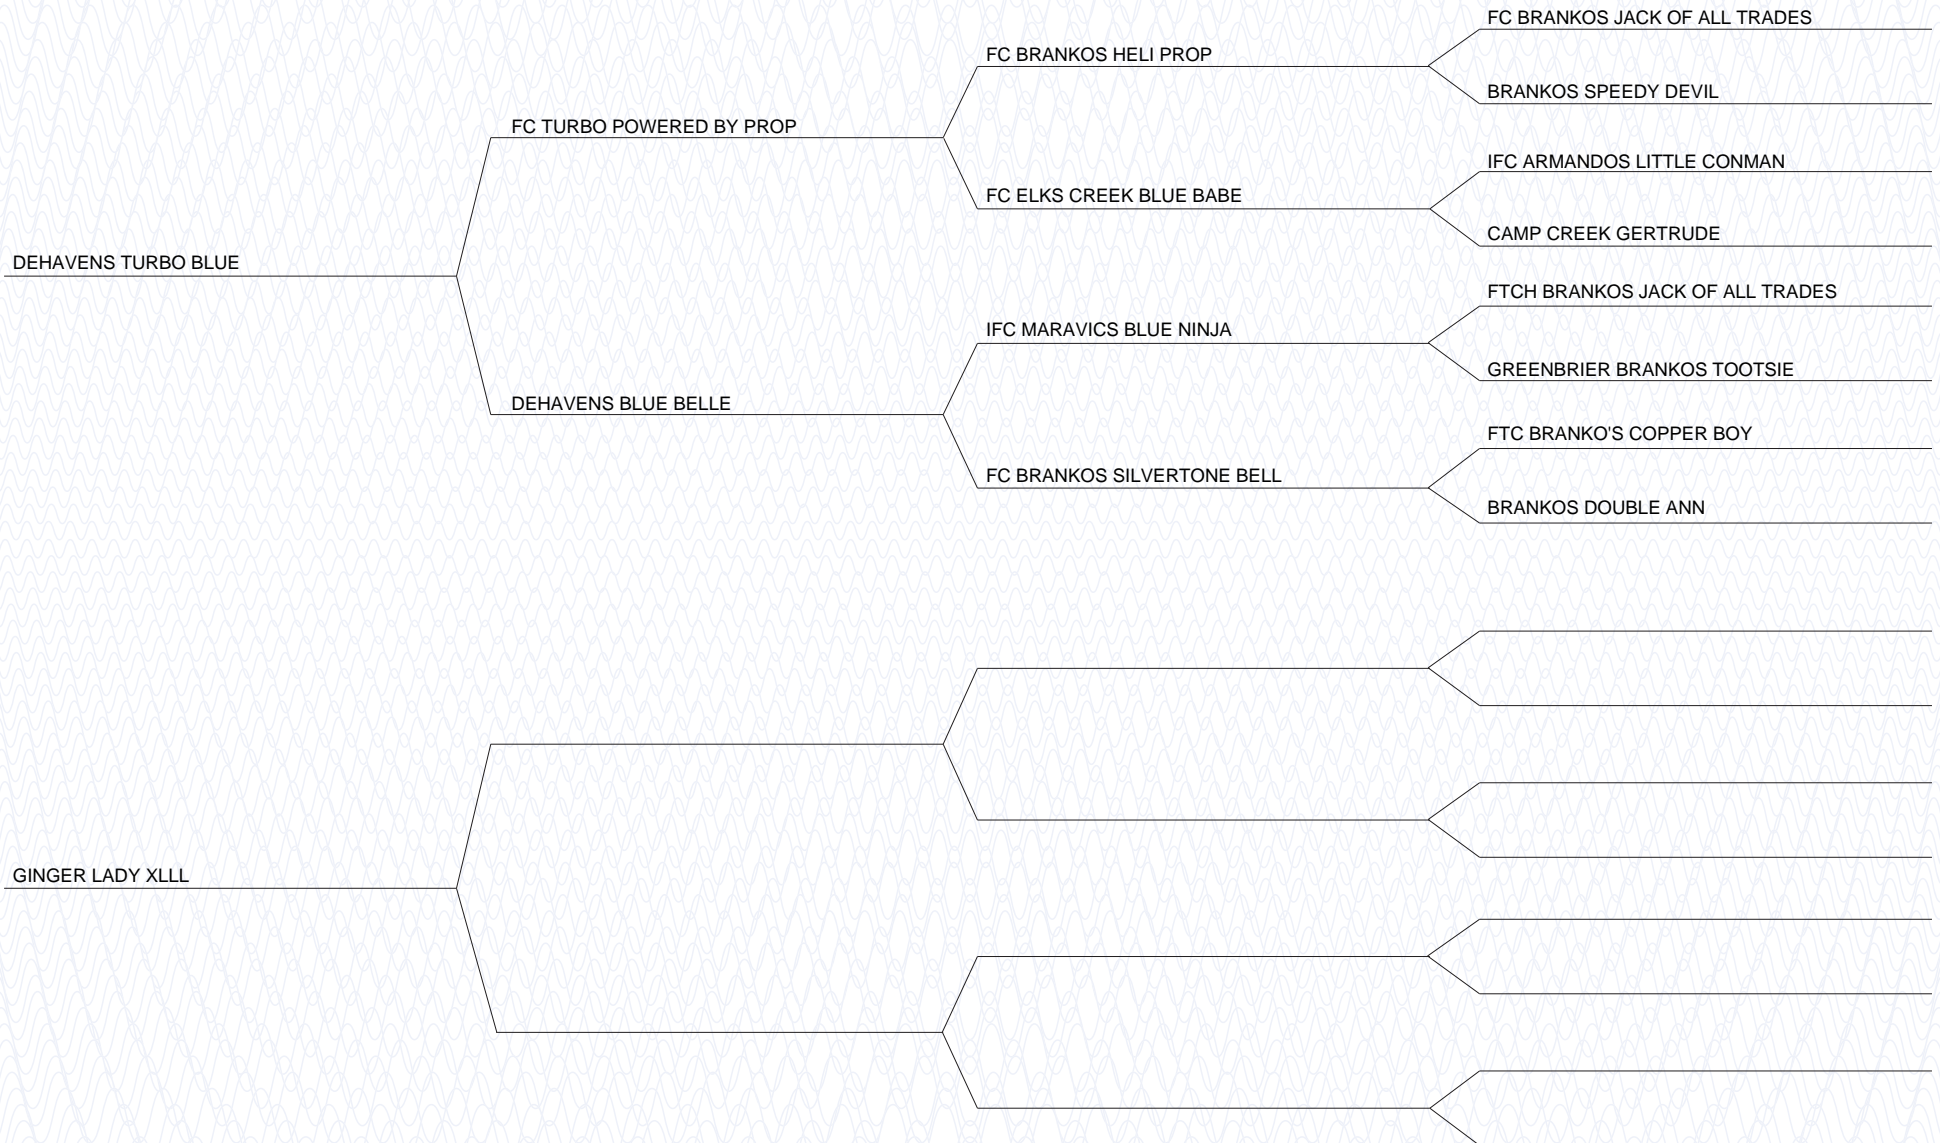 FC BRANKOS JACK OF ALL TRADES
FC BRANKOS HELI PROP
BRANKOS SPEEDY DEVIL
FC TURBO POWERED BY PROP
IFC ARMANDOS LITTLE CONMAN
FC ELKS CREEK BLUE BABE
CAMP CREEK GERTRUDE
DEHAVENS TURBO BLUE
FTCH BRANKOS JACK OF ALL TRADES
IFC MARAVICS BLUE NINJA
GREENBRIER BRANKOS TOOTSIE
DEHAVENS BLUE BELLE
FTC BRANKO'S COPPER BOY
FC BRANKOS SILVERTONE BELL
BRANKOS DOUBLE ANN
GINGER LADY XLLL